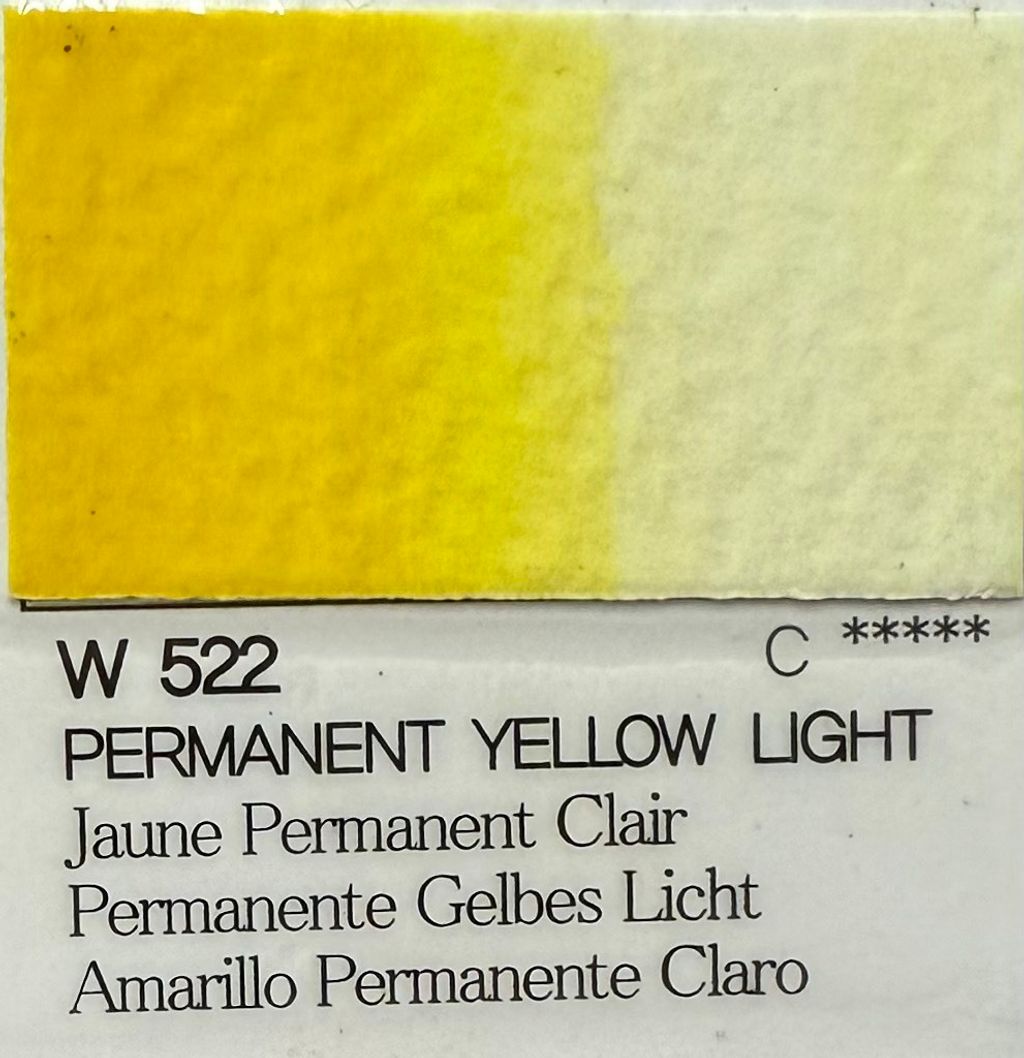 W 522 C *****
PERMANENT YELLOW LIGHT
Jaune Permanent Clair
Permanente Gelbes Licht
Amarillo Permanente Claro